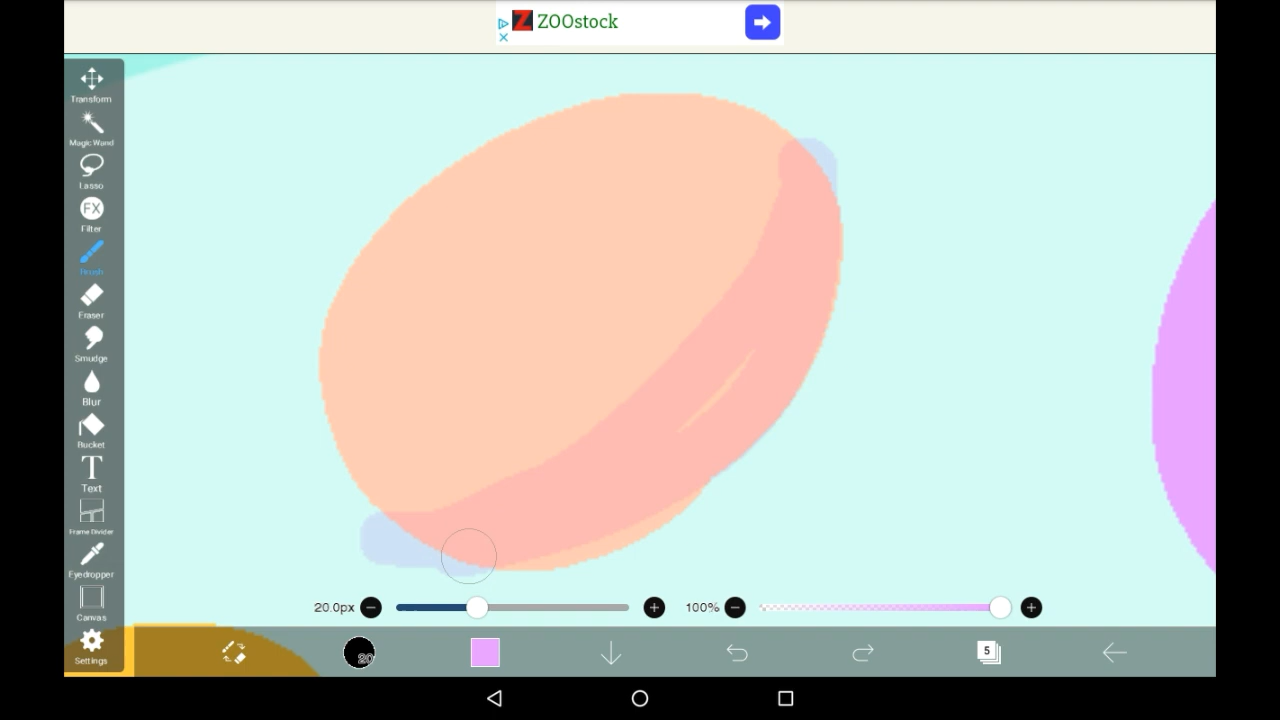 ZOOstock
Transform
Magic Wand
Lasso
FX
Filter
Brush
Eraser
Smudge
Blur
Bucket
T
Text
Frame Divider
Eyedropper
Canvas
Settings
20.0px
100%
20
5